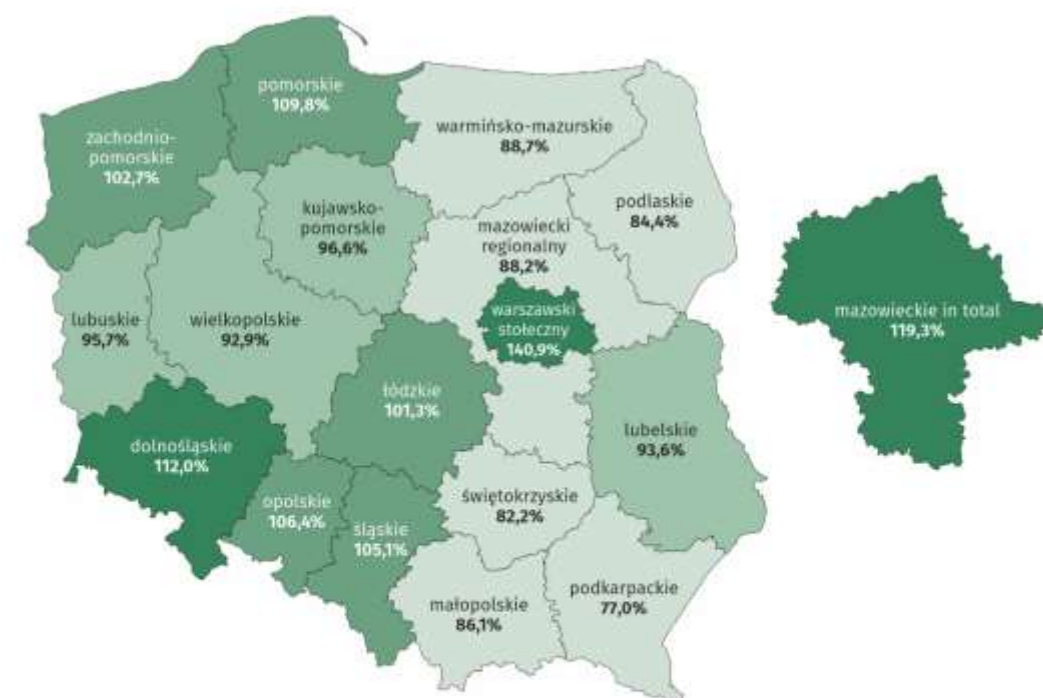 pomorskie
109,8%
warmińsko-mazurskie
88,7%
zachodnio-
pomorskie
102,7%
podlaskie
84,4%
kujawsko-
pomorskie
96,6%
mazowiecki
regionalny
88,2%
warszawski
stołeczny
140,9%
mazowieckie in total
119,3%
lubuskie
95,7%
wielkopolskie
92,9%
łódzkie
101,3%
lubelskie
93,6%
dolnośląskie
112,0%
opolskie
106,4%
śląskie
105,1%
świętokrzyskie
82,2%
małopolskie
86,1%
podkarpackie
77,0%